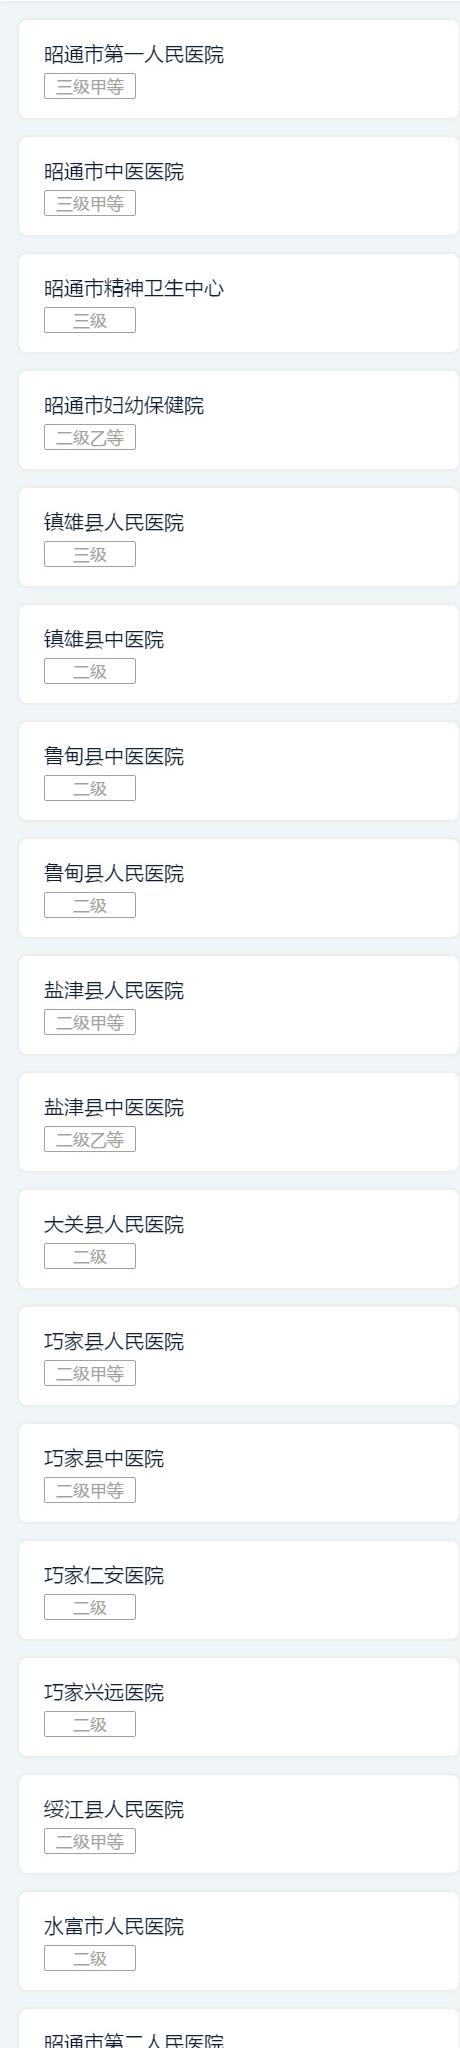 昭通市第一人民医院
三级甲等
昭通市中医医院
三级甲等
昭通市精神卫生中心
三级
昭通市妇幼保健院
二级乙等
镇雄县人民医院
三级
镇雄县中医院
二级
鲁甸县中医医院
二级
鲁甸县人民医院
二级
盐津县人民医院
二级甲等
盐津县中医医院
二级乙等
大关县人民医院
二级
巧家县人民医院
二级甲等
巧家县中医院
二级甲等
巧家仁安医院
二级
巧家兴远医院
二级
绥江县人民医院
二级甲等
水富市人民医院
二级
昭通市第二人民医院